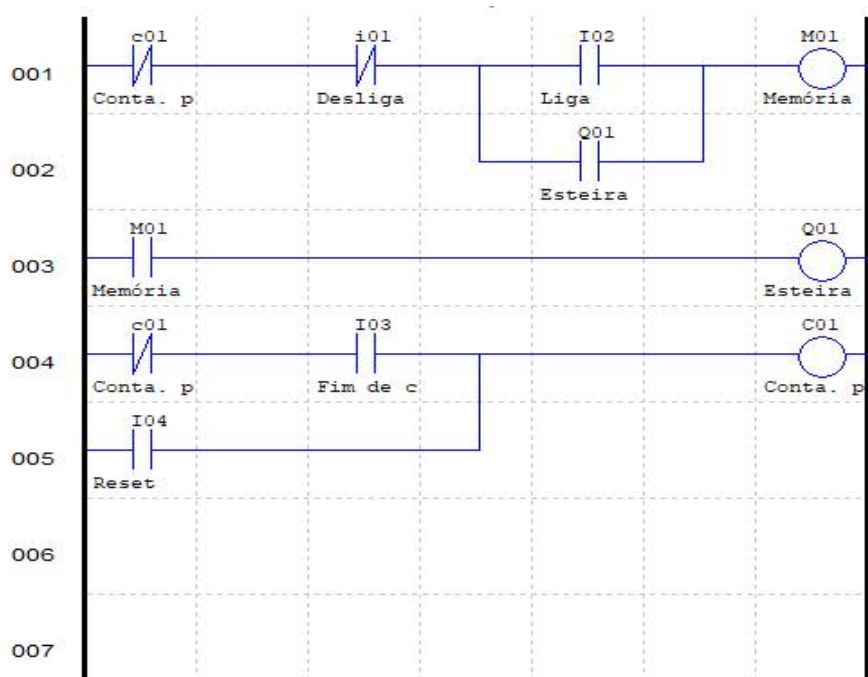 c01 i01 I02 M01
001
Conta. p Desliga Liga Memória
Q01
002
Esteira
M01 Q01
003
Memória Esteira
c01 I03 C01
004
Conta. p Fim de c Conta. p
I04
005
Reset
006
007